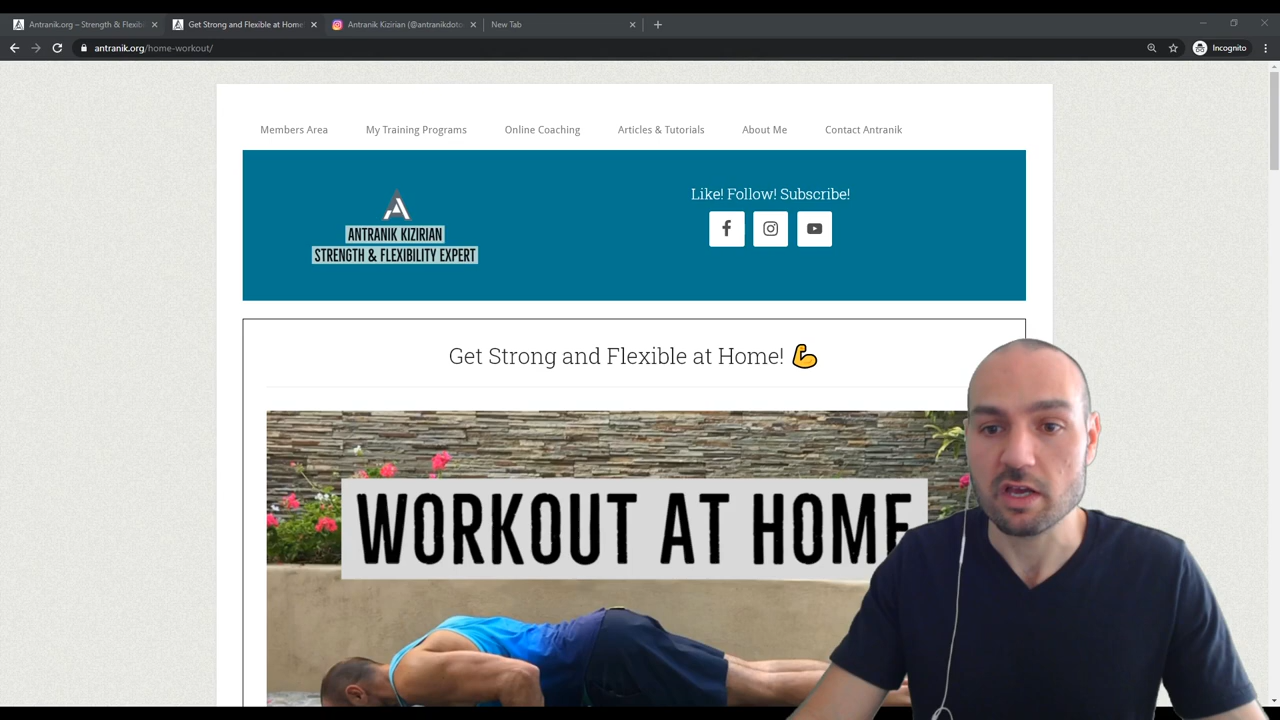 Antranik.org – Strength & Flexibi
Get Strong and Flexible at Home!
Antranik Kizirian (@antranikdoto
New Tab
antranik.org/home-workout/
Incognito
Members Area
My Training Programs
Online Coaching
Articles & Tutorials
About Me
Contact Antranik
ANTRANIK KIZIRIAN
STRENGTH & FLEXIBILITY EXPERT
Like! Follow! Subscribe!
Get Strong and Flexible at Home! 💪
WORKOUT AT HOME